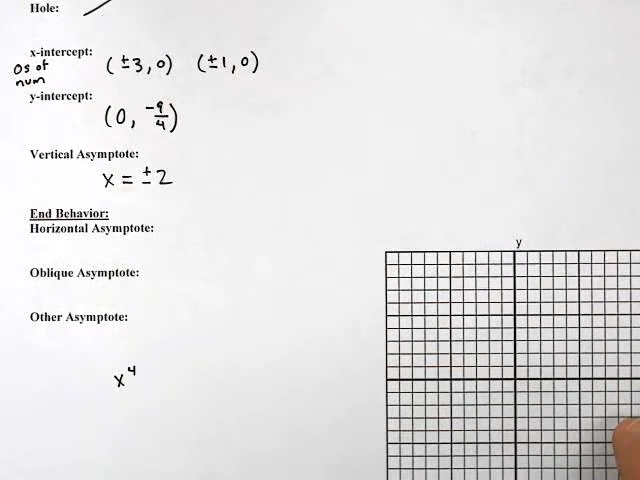 Hole:
x-intercept: (±3, 0) (±1, 0)
0s of
num
y-intercept:
(0, -9/4)
Vertical Asymptote:
x = ±2
End Behavior:
Horizontal Asymptote:
y
Oblique Asymptote:
Other Asymptote:
x⁴